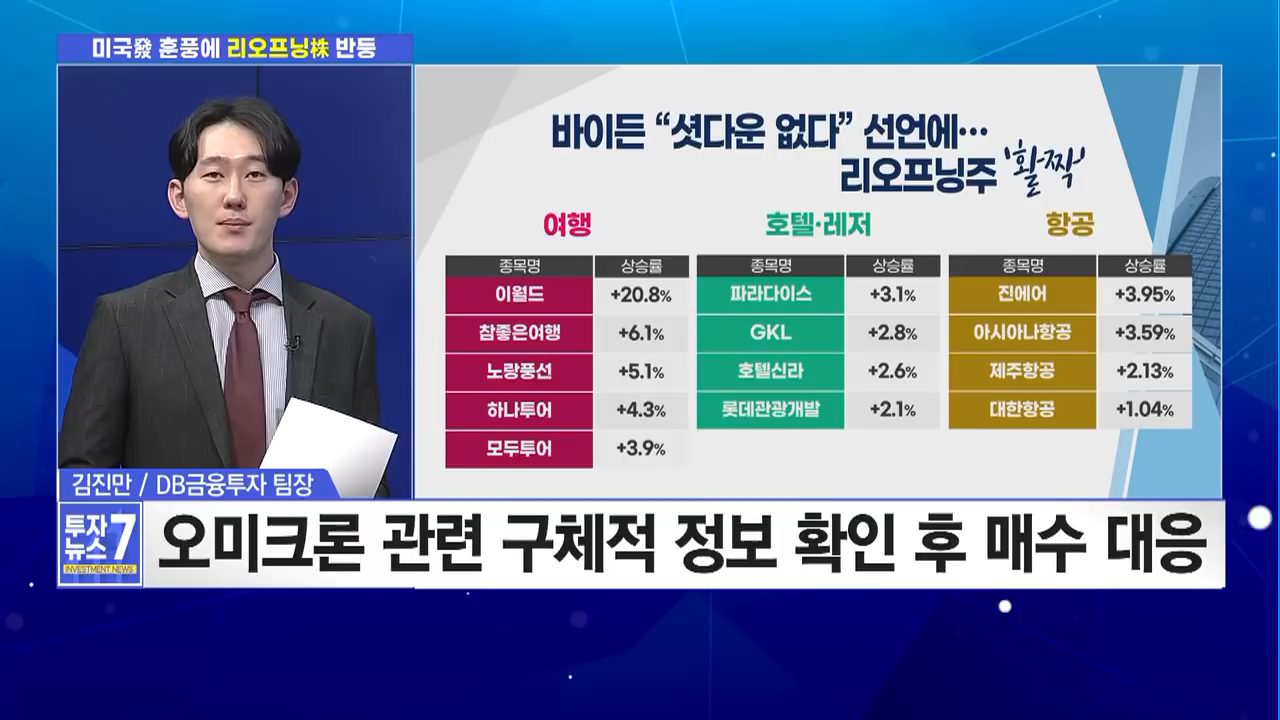 미국發 훈풍에 리오프닝株 반등
바이든 “셧다운 없다” 선언에…
리오프닝주 '활짝'
여행
종목명 상승률
이월드 +20.8%
참좋은여행 +6.1%
노랑풍선 +5.1%
하나투어 +4.3%
모두투어 +3.9%
호텔·레저
종목명 상승률
파라다이스 +3.1%
GKL +2.8%
호텔신라 +2.6%
롯데관광개발 +2.1%
항공
종목명 상승률
진에어 +3.95%
아시아나항공 +3.59%
제주항공 +2.13%
대한항공 +1.04%
김진만 / DB금융투자 팀장
투자
뉴스7
INVESTMENT NEWS
오미크론 관련 구체적 정보 확인 후 매수 대응